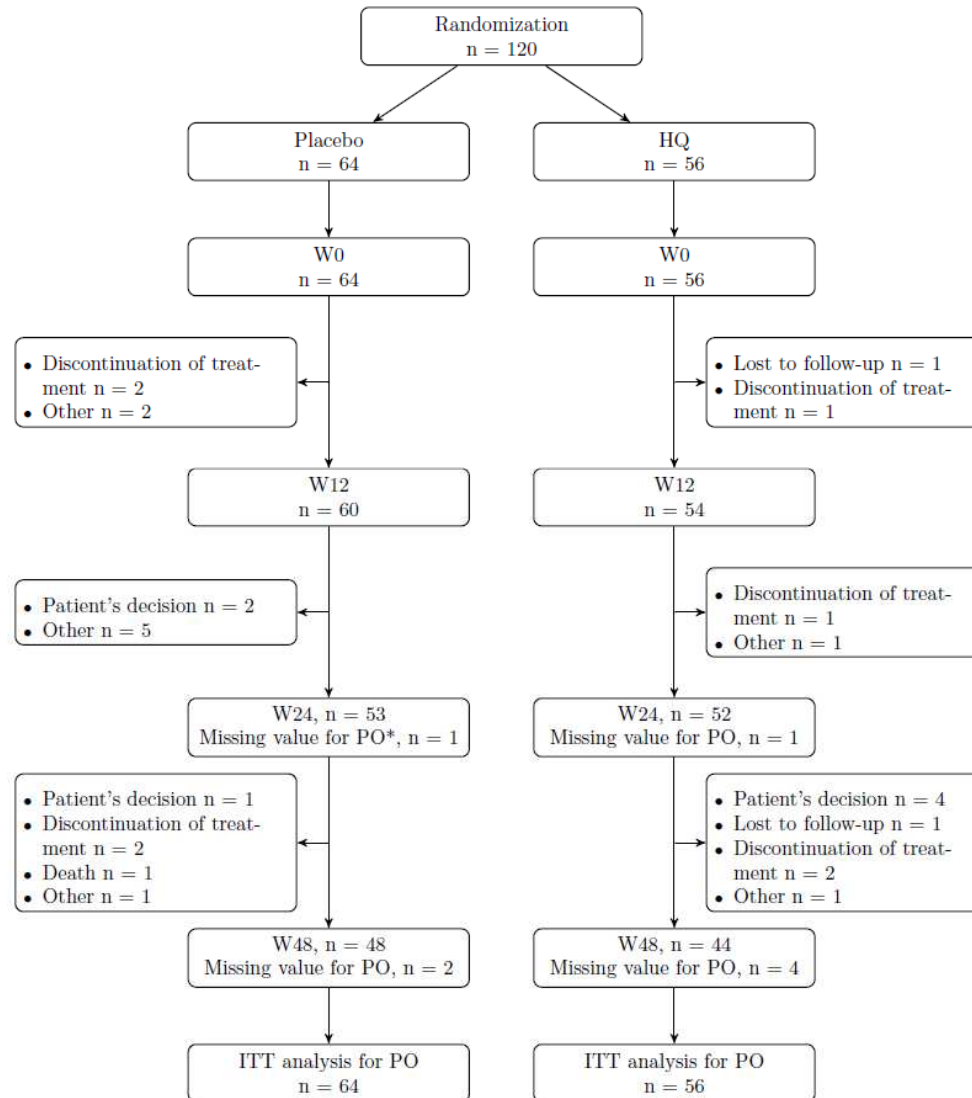 Randomization
n = 120
Placebo
n = 64
HQ
n = 56
W0
n = 64
W0
n = 56
• Discontinuation of treat-
ment n = 2
• Other n = 2
• Lost to follow-up n = 1
• Discontinuation of treat-
ment n = 1
W12
n = 60
W12
n = 54
• Patient's decision n = 2
• Other n = 5
• Discontinuation of treat-
ment n = 1
• Other n = 1
W24, n = 53
Missing value for PO*, n = 1
W24, n = 52
Missing value for PO, n = 1
• Patient's decision n = 1
• Discontinuation of treat-
ment n = 2
• Death n = 1
• Other n = 1
• Patient's decision n = 4
• Lost to follow-up n = 1
• Discontinuation of treat-
ment n = 2
• Other n = 1
W48, n = 48
Missing value for PO, n = 2
W48, n = 44
Missing value for PO, n = 4
ITT analysis for PO
n = 64
ITT analysis for PO
n = 56